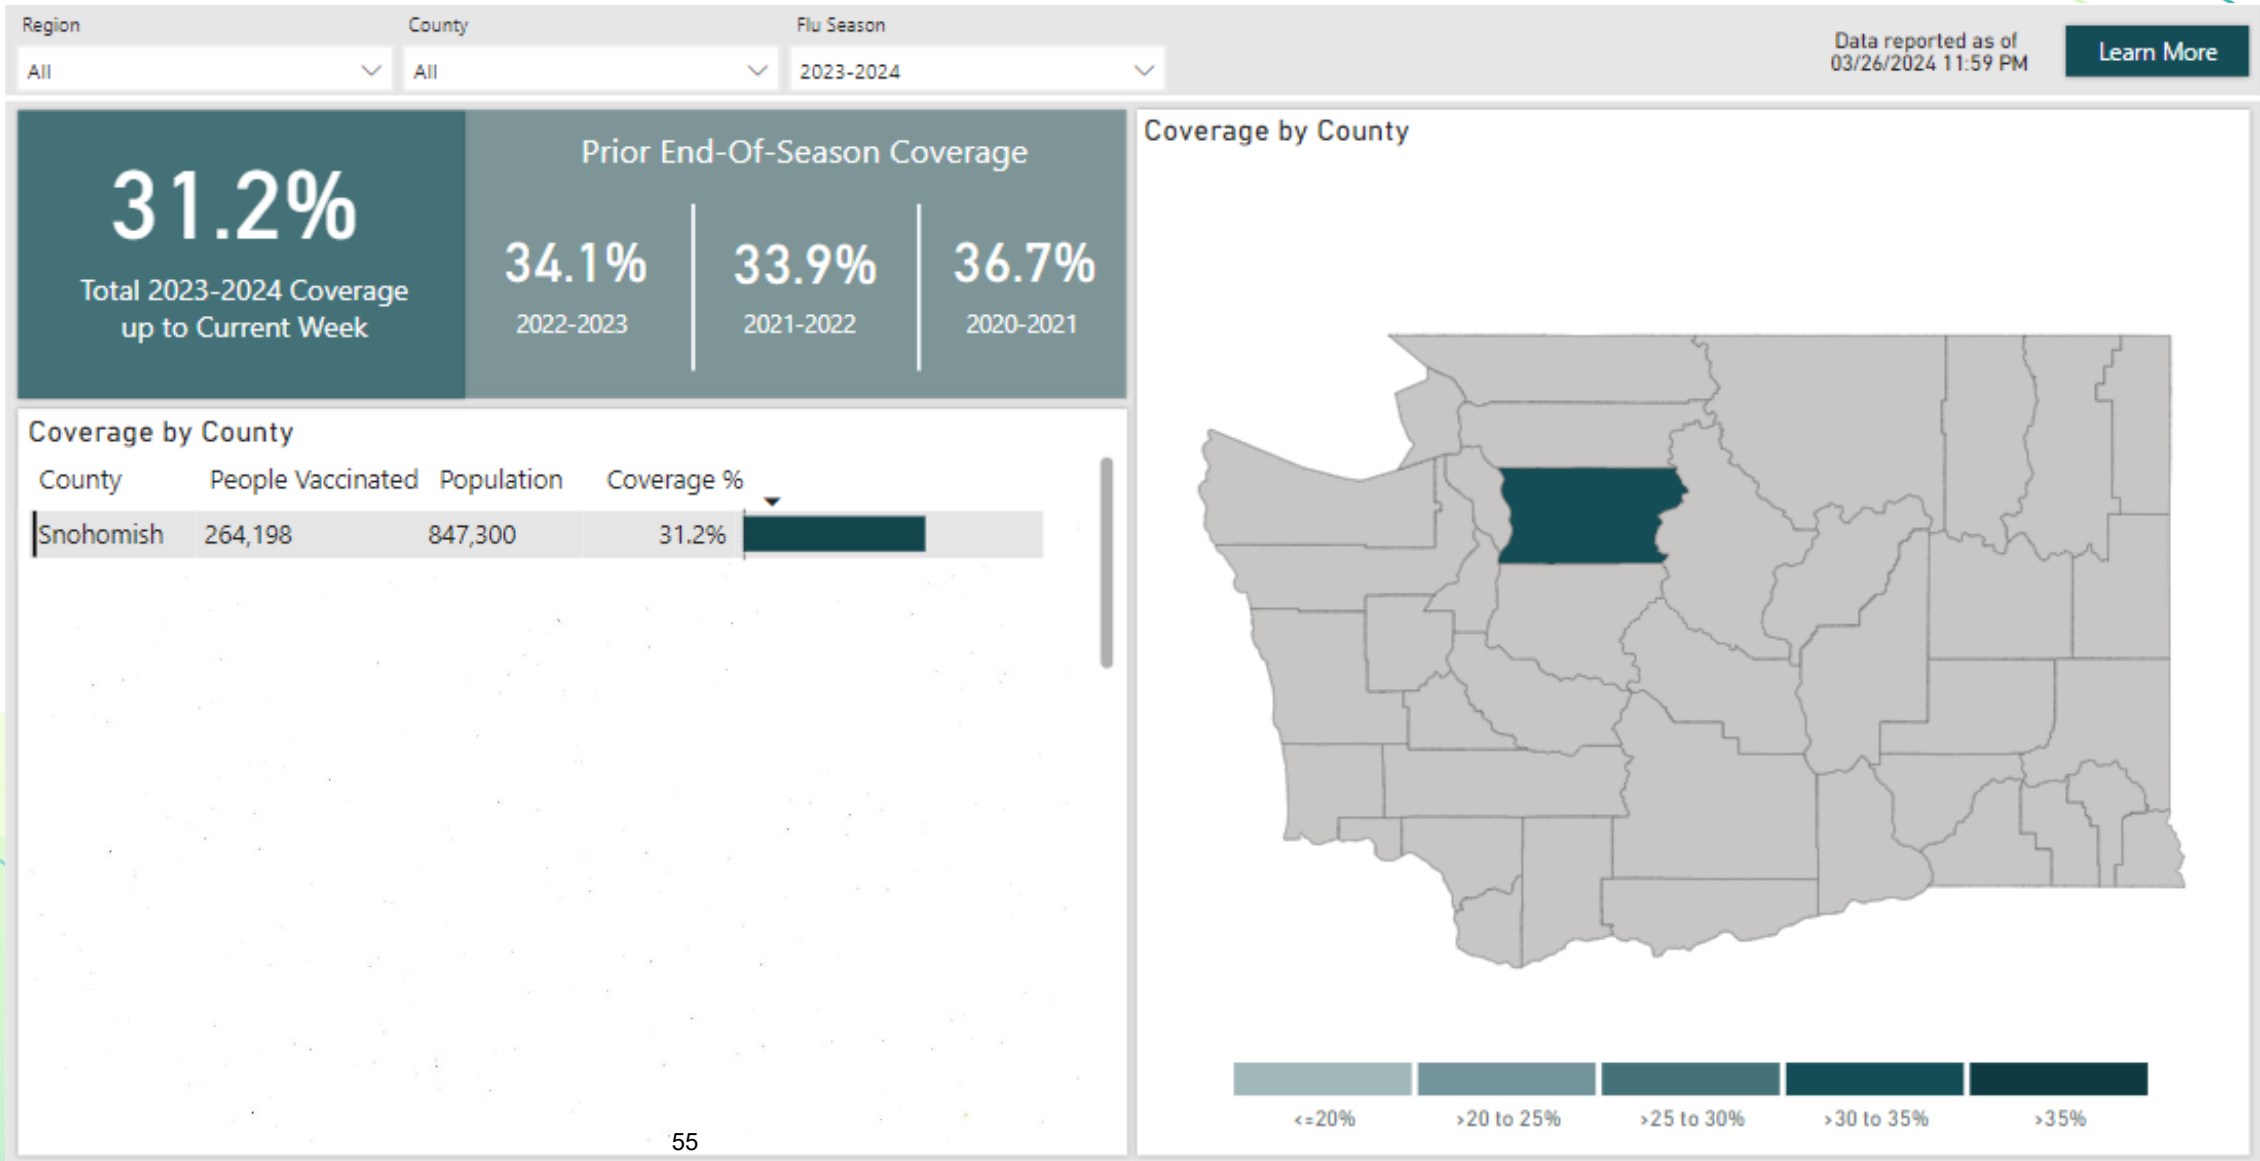 Region
County
Flu Season
All
All
2023-2024
Data reported as of
03/26/2024 11:59 PM
Learn More
31.2%
Total 2023-2024 Coverage
up to Current Week
Prior End-Of-Season Coverage
34.1%
33.9%
36.7%
2022-2023
2021-2022
2020-2021
Coverage by County
County People Vaccinated Population Coverage %
Snohomish 264,198 847,300 31.2%
55
Coverage by County
<=20% >20 to 25% >25 to 30% >30 to 35% >35%